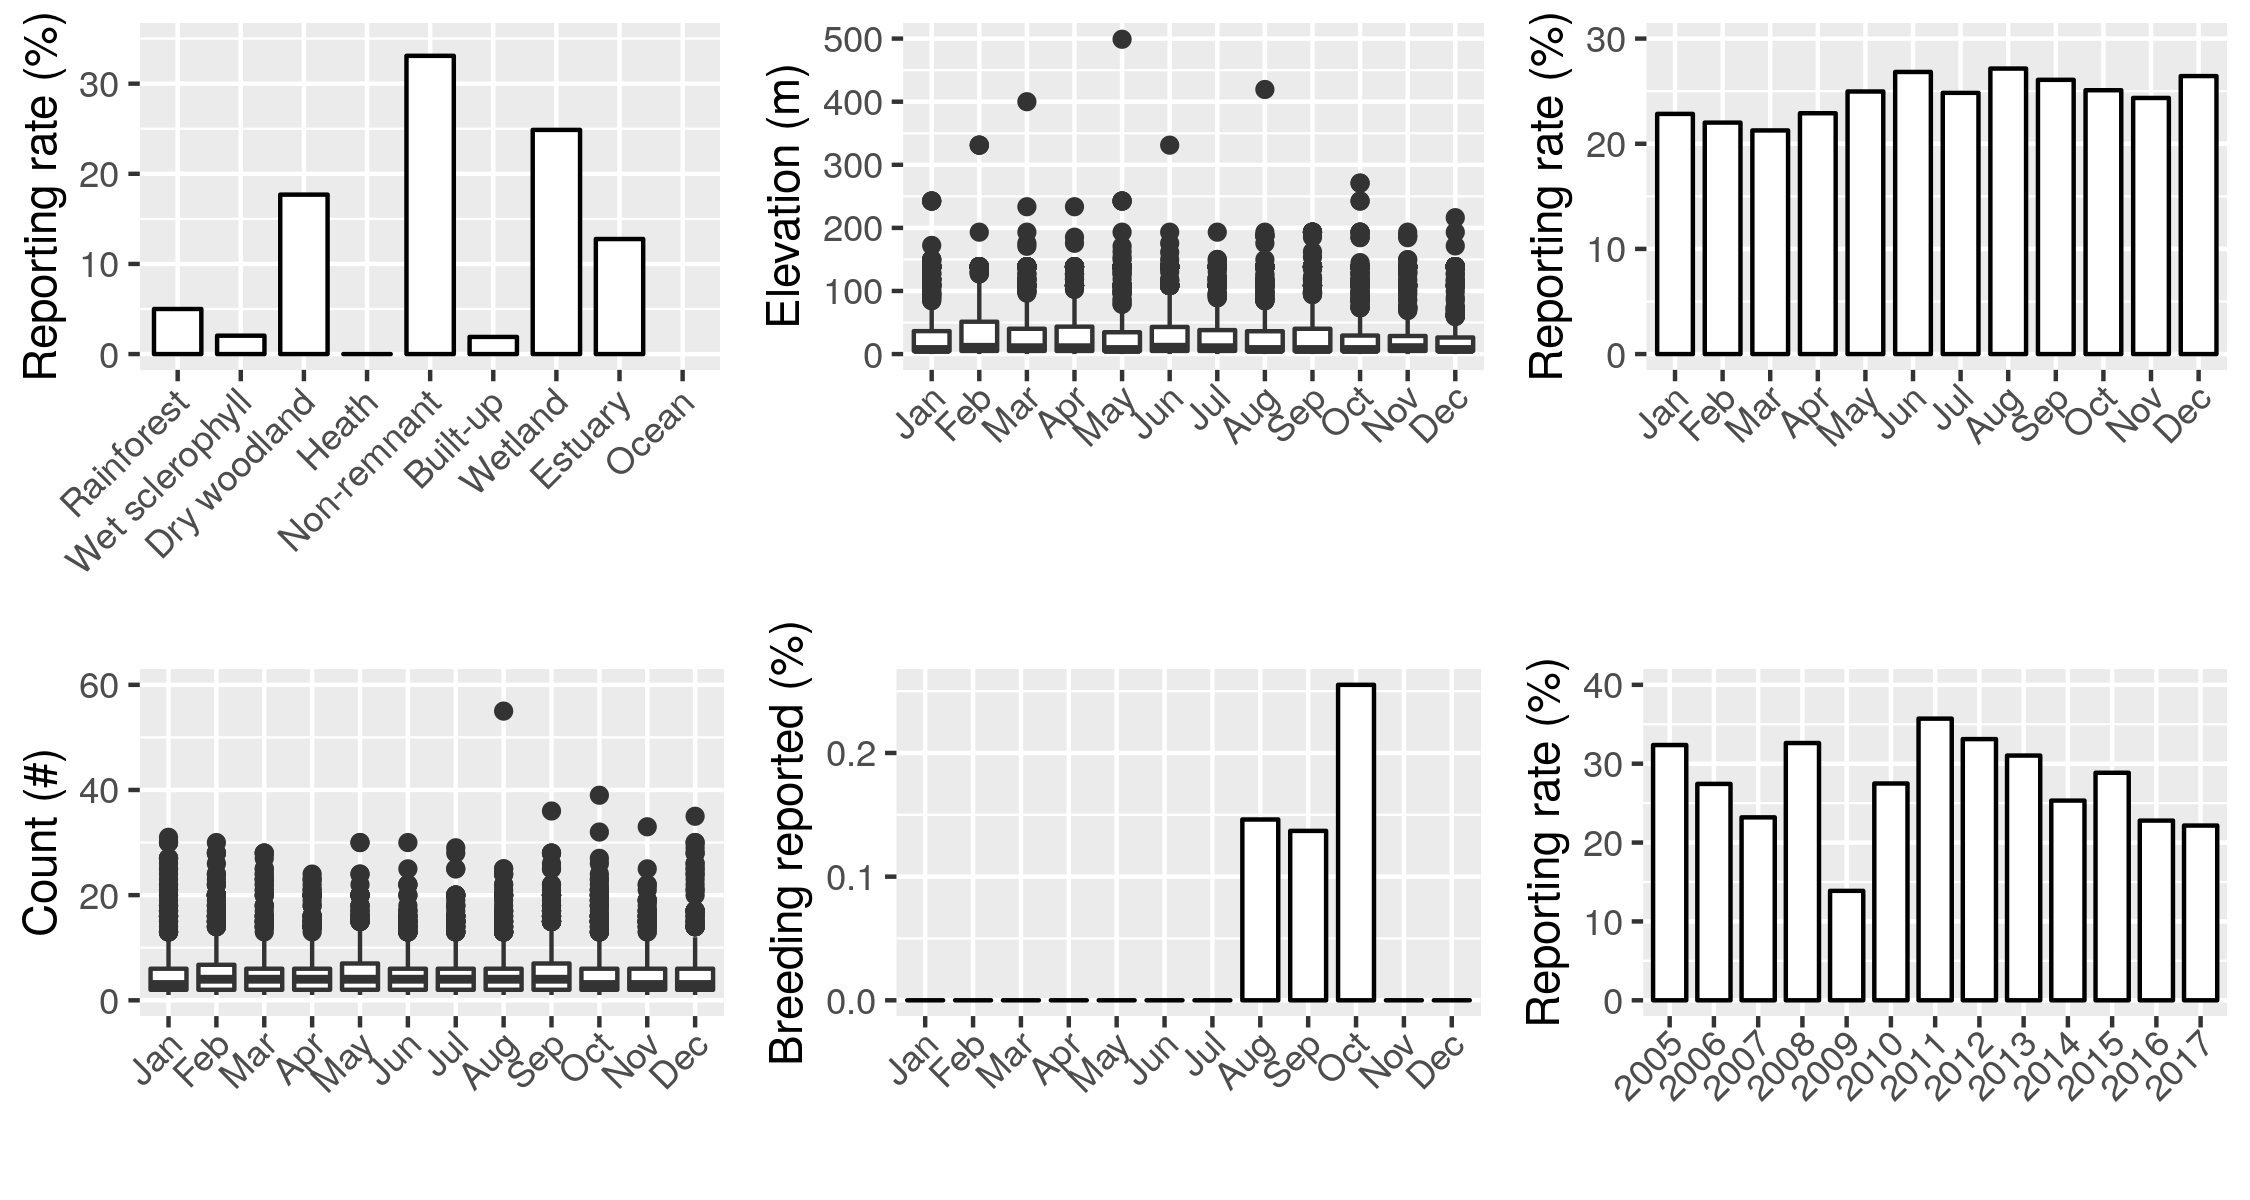 Reporting rate (%)
30
20
10
0
Rainforest
Wet sclerophyll
Dry woodland
Heath
Non-remnant
Built-up
Wetland
Estuary
Ocean
Elevation (m)
500
400
300
200
100
0
Jan
Feb
Mar
Apr
May
Jun
Jul
Aug
Sep
Oct
Nov
Dec
Reporting rate (%)
30
20
10
0
Jan
Feb
Mar
Apr
May
Jun
Jul
Aug
Sep
Oct
Nov
Dec
Count (#)
60
40
20
0
Jan
Feb
Mar
Apr
May
Jun
Jul
Aug
Sep
Oct
Nov
Dec
Breeding reported (%)
0.2
0.1
0.0
Jan
Feb
Mar
Apr
May
Jun
Jul
Aug
Sep
Oct
Nov
Dec
Reporting rate (%)
40
30
20
10
0
2005
2006
2007
2008
2009
2010
2011
2012
2013
2014
2015
2016
2017